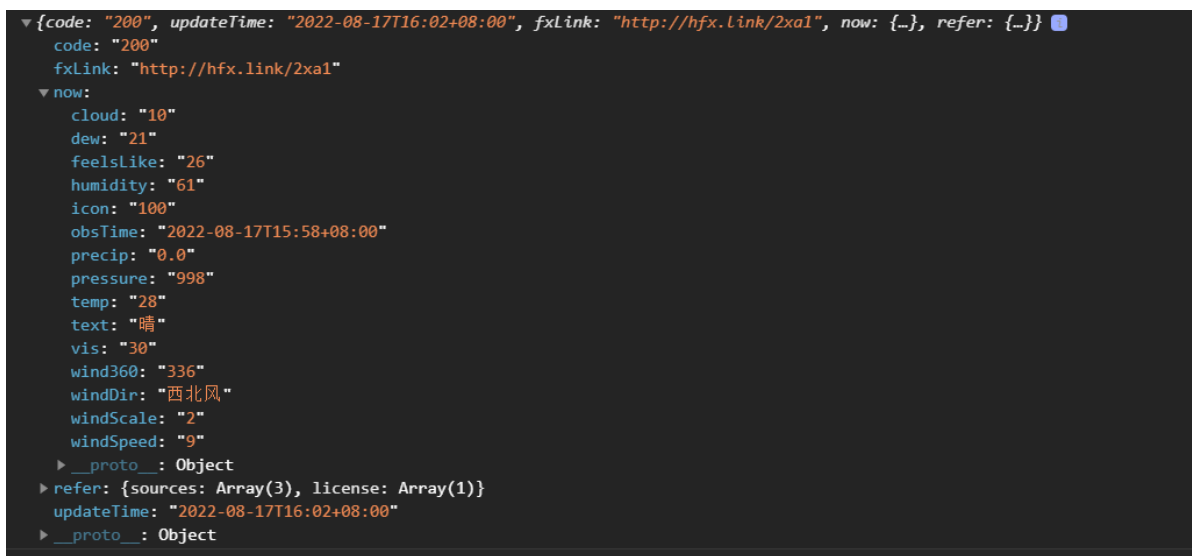 ▼{code: "200", updateTime: "2022-08-17T16:02+08:00", fxLink: "http://hfx.link/2xa1", now: {…}, refer: {…}} i
code: "200"
fxLink: "http://hfx.link/2xa1"
▼now:
cloud: "10"
dew: "21"
feelsLike: "26"
humidity: "61"
icon: "100"
obsTime: "2022-08-17T15:58+08:00"
precip: "0.0"
pressure: "998"
temp: "28"
text: "晴"
vis: "30"
wind360: "336"
windDir: "西北风"
windScale: "2"
windSpeed: "9"
▶__proto__: Object
▶refer: {sources: Array(3), license: Array(1)}
updateTime: "2022-08-17T16:02+08:00"
▶__proto__: Object